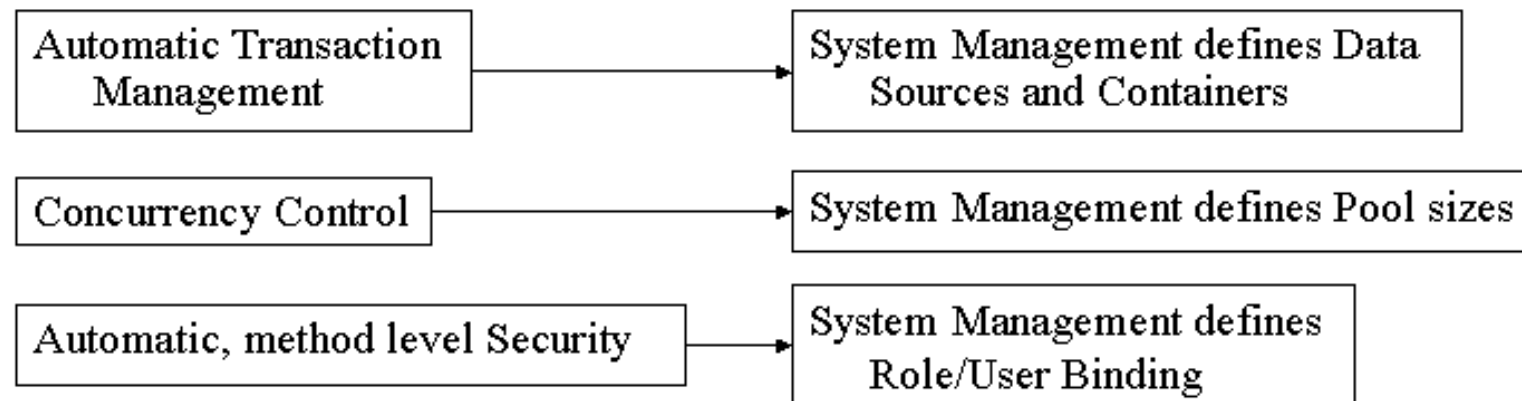 Automatic Transaction
Management
System Management defines Data
Sources and Containers
Concurrency Control
System Management defines Pool sizes
Automatic, method level Security
System Management defines
Role/User Binding